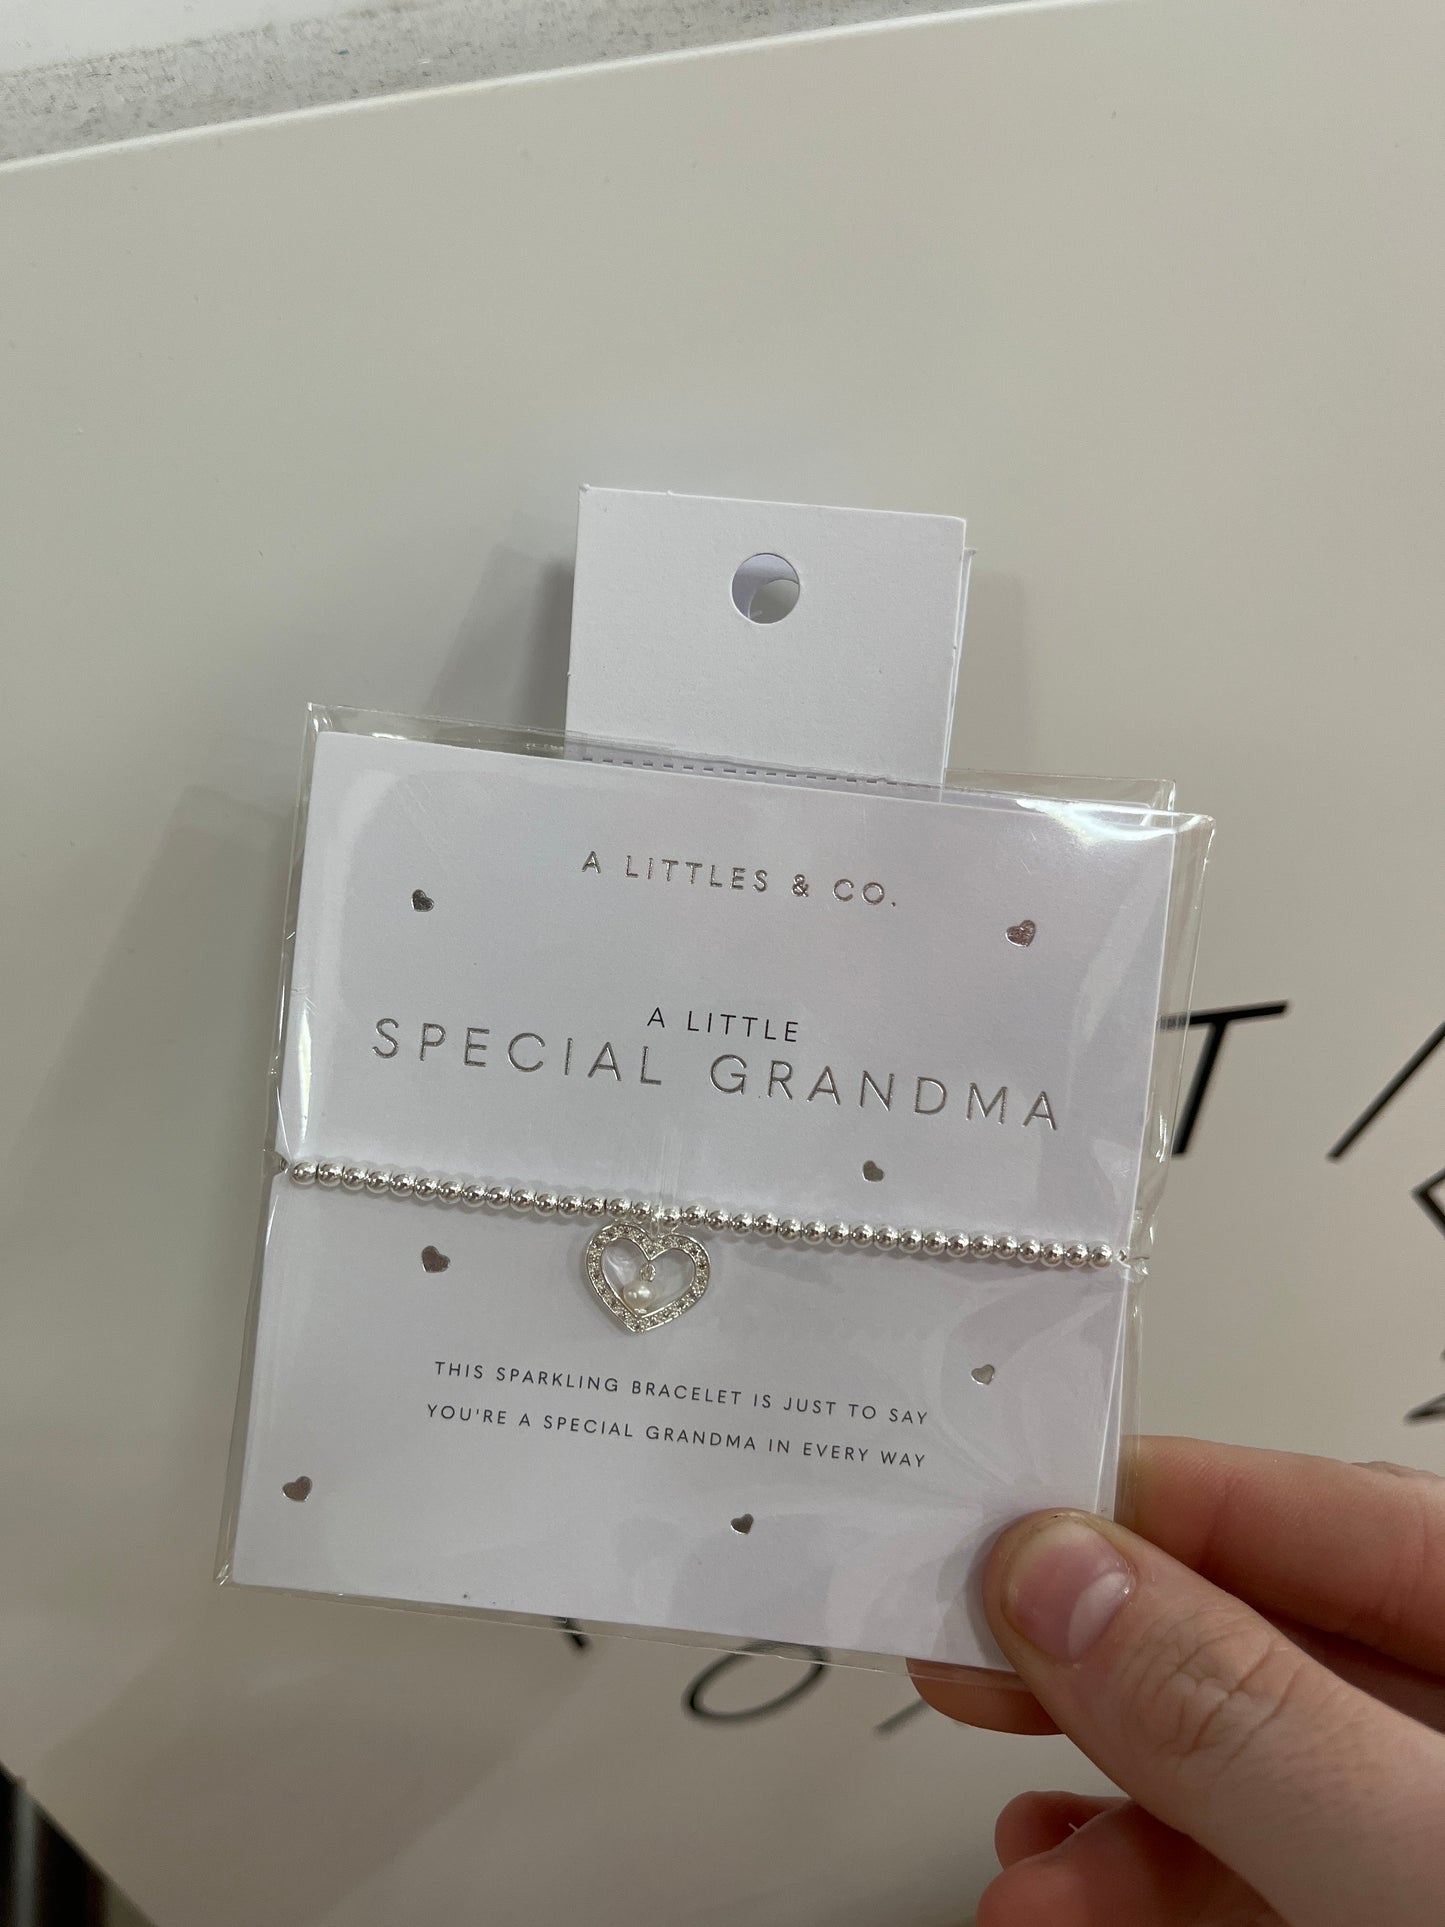 A LITTLES & CO.
A LITTLE
SPECIAL GRANDMA
THIS SPARKLING BRACELET IS JUST TO SAY
YOU'RE A SPECIAL GRANDMA IN EVERY WAY